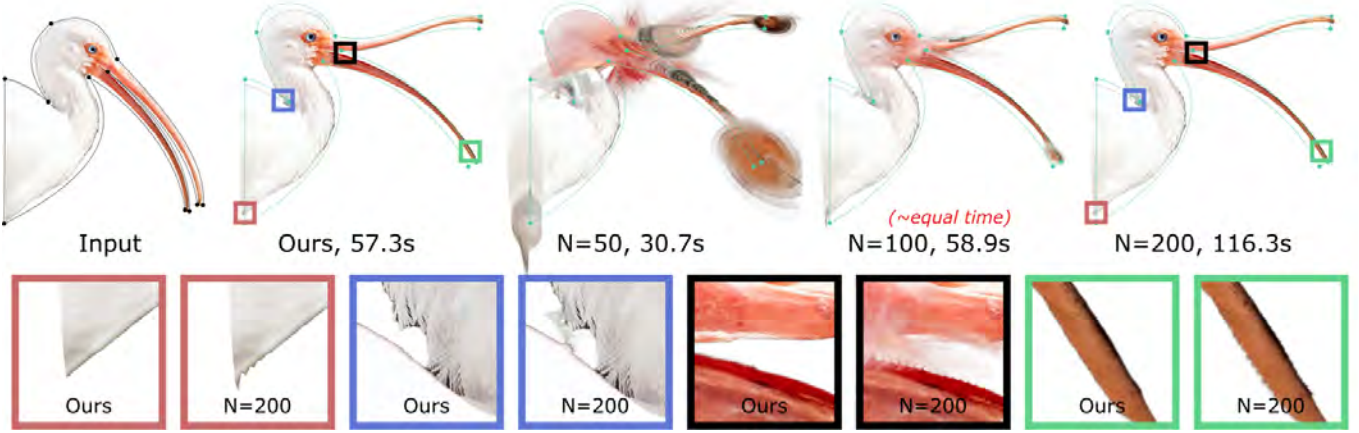 (~equal time)
Input
Ours, 57.3s
N=50, 30.7s
N=100, 58.9s
N=200, 116.3s
Ours
N=200
Ours
N=200
Ours
N=200
Ours
N=200